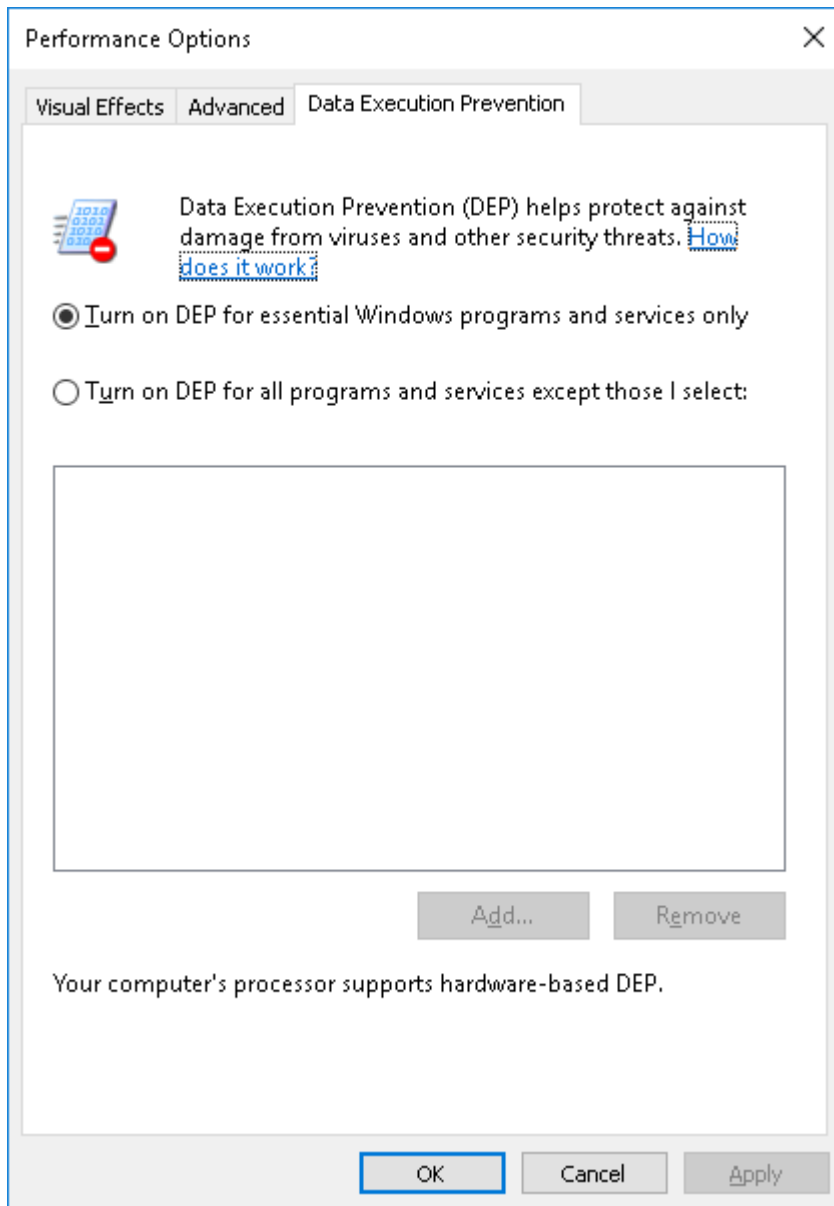 Performance Options
Visual Effects
Advanced
Data Execution Prevention
1010
0101
1010
Data Execution Prevention (DEP) helps protect against
damage from viruses and other security threats. How
does it work?
Turn on DEP for essential Windows programs and services only
Turn on DEP for all programs and services except those I select:
Add...
Remove
Your computer's processor supports hardware-based DEP.
OK
Cancel
Apply